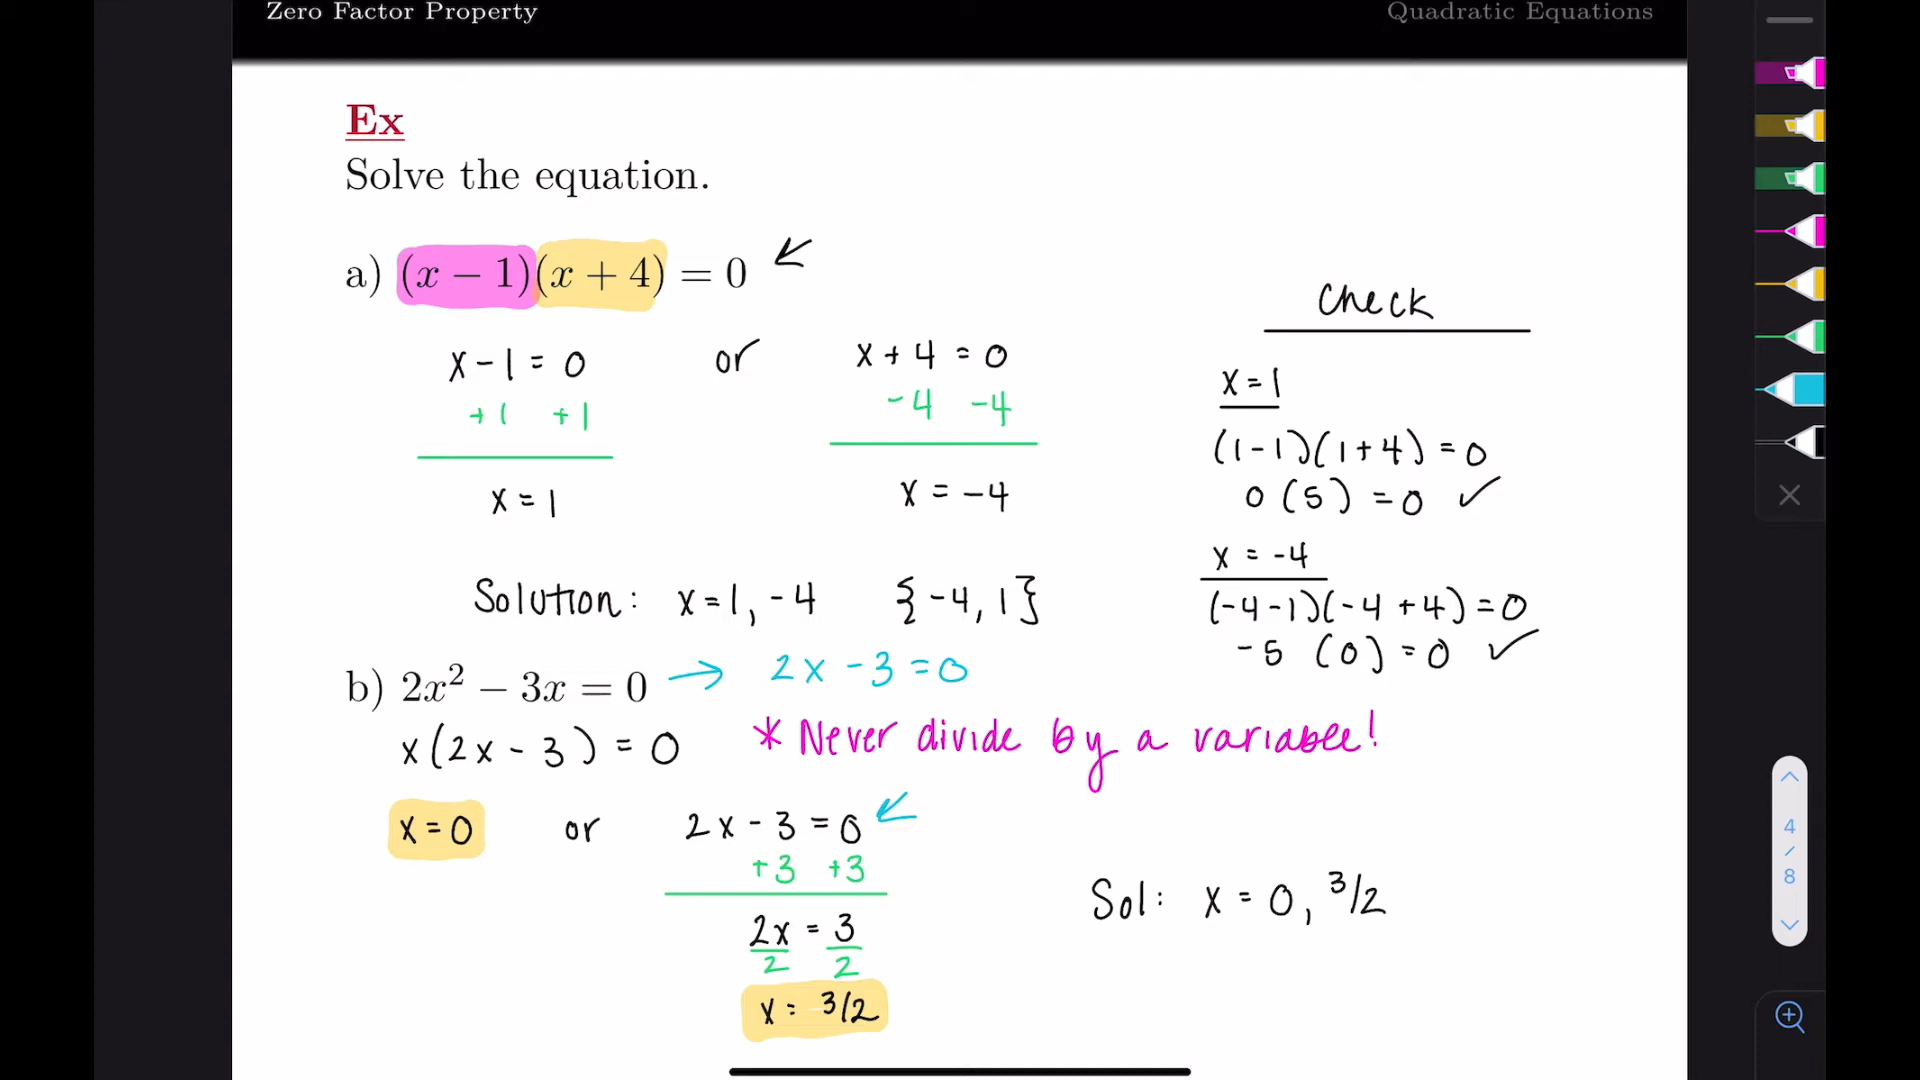 Zero Factor Property
Quadratic Equations
Ex
Solve the equation.
a) (x − 1)(x + 4) = 0
x - 1 = 0 or x + 4 = 0
+1 +1 -4 -4
x = 1 x = -4
Solution: x = 1, -4 {-4, 1}
Check
x = 1
(1-1)(1+4) = 0
0 (5) = 0 ✓
x = -4
(-4-1)(-4+4) = 0
-5 (0) = 0 ✓
b) 2x² − 3x = 0 → 2x - 3 = 0
x(2x - 3) = 0 * Never divide by a variable!
x = 0 or 2x - 3 = 0
+3 +3
2x = 3
2 2
x = 3/2
Sol: x = 0, 3/2
4
/
8